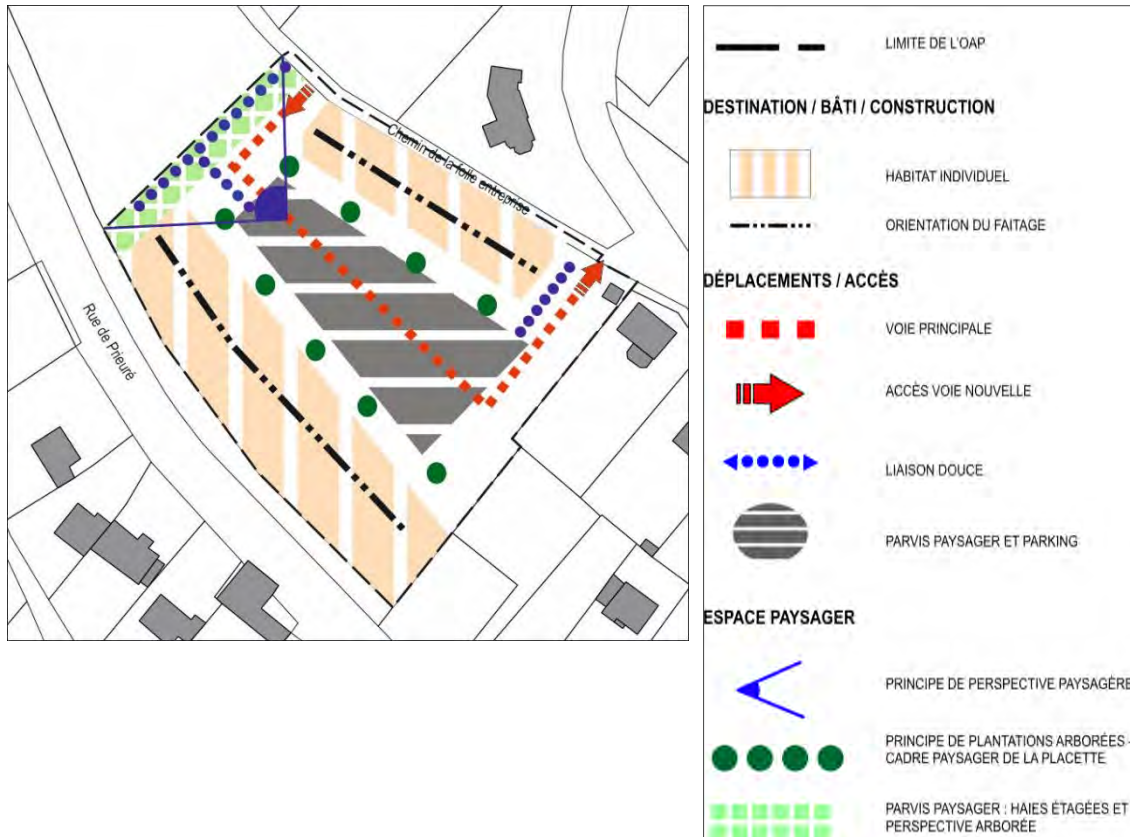 Chemin de la folle entreprise
Rue de Prieuré
LIMITE DE L'OAP
DESTINATION / BÂTI / CONSTRUCTION
HABITAT INDIVIDUEL
ORIENTATION DU FAITAGE
DÉPLACEMENTS / ACCÈS
VOIE PRINCIPALE
ACCÈS VOIE NOUVELLE
LIAISON DOUCE
PARVIS PAYSAGER ET PARKING
ESPACE PAYSAGER
PRINCIPE DE PERSPECTIVE PAYSAGÈRE
PRINCIPE DE PLANTATIONS ARBORÉES -
CADRE PAYSAGER DE LA PLACETTE
PARVIS PAYSAGER : HAIES ÉTAGÉES ET
PERSPECTIVE ARBORÉE